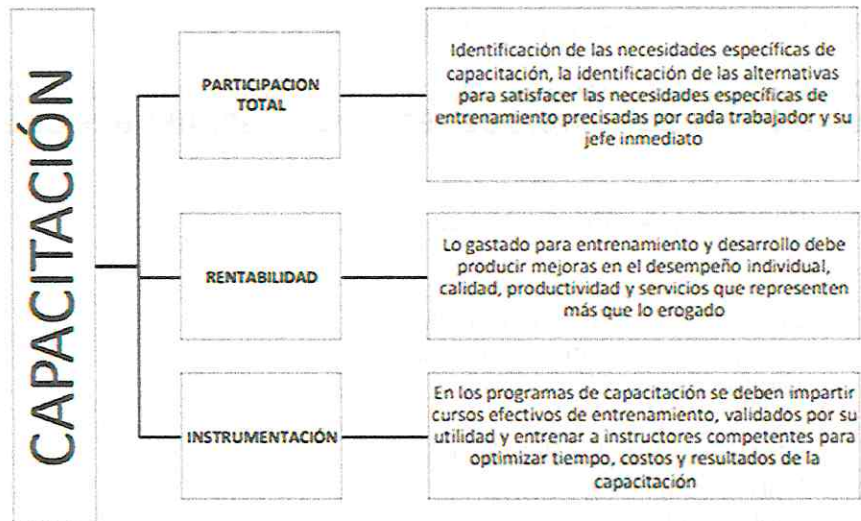 CAPACITACIÓN
PARTICIPACION
TOTAL
Identificación de las necesidades específicas de
capacitación, la identificación de las alternativas
para satisfacer las necesidades específicas de
entrenamiento precisadas por cada trabajador y su
jefe inmediato
RENTABILIDAD
Lo gastado para entrenamiento y desarrollo debe
producir mejoras en el desempeño individual,
calidad, productividad y servicios que representen
más que lo erogado
INSTRUMENTACIÓN
En los programas de capacitación se deben impartir
cursos efectivos de entrenamiento, validados por su
utilidad y entrenar a instructores competentes para
optimizar tiempo, costos y resultados de la
capacitación